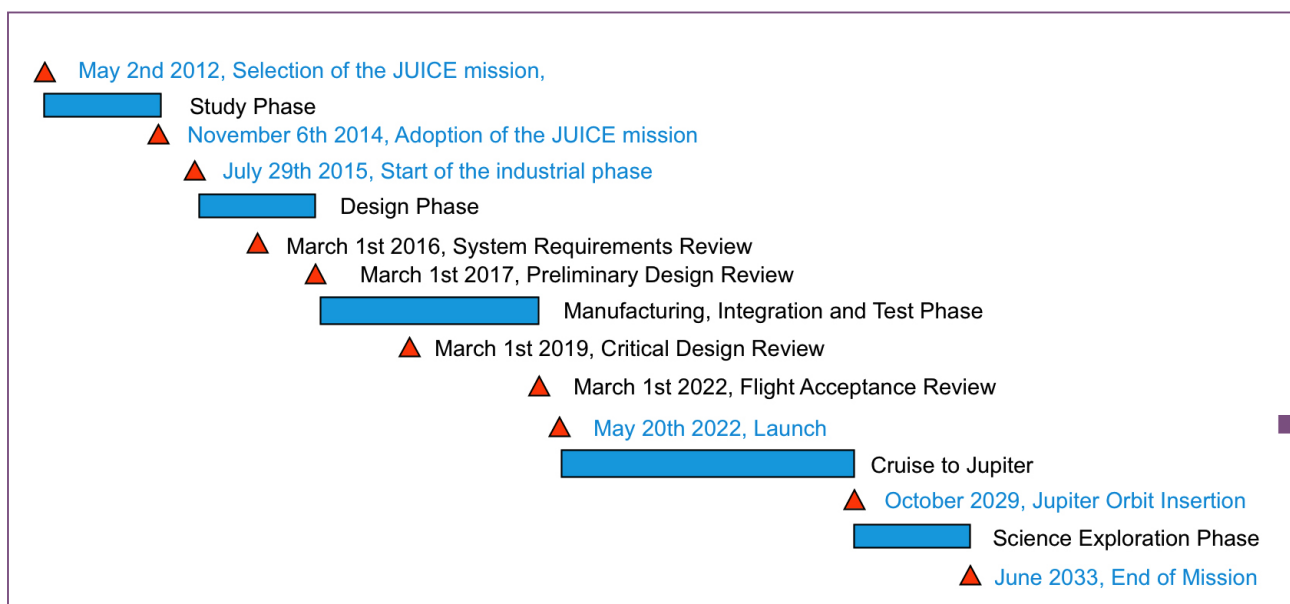 May 2nd 2012, Selection of the JUICE mission,
Study Phase
November 6th 2014, Adoption of the JUICE mission
July 29th 2015, Start of the industrial phase
Design Phase
March 1st 2016, System Requirements Review
March 1st 2017, Preliminary Design Review
Manufacturing, Integration and Test Phase
March 1st 2019, Critical Design Review
March 1st 2022, Flight Acceptance Review
May 20th 2022, Launch
Cruise to Jupiter
October 2029, Jupiter Orbit Insertion
Science Exploration Phase
June 2033, End of Mission